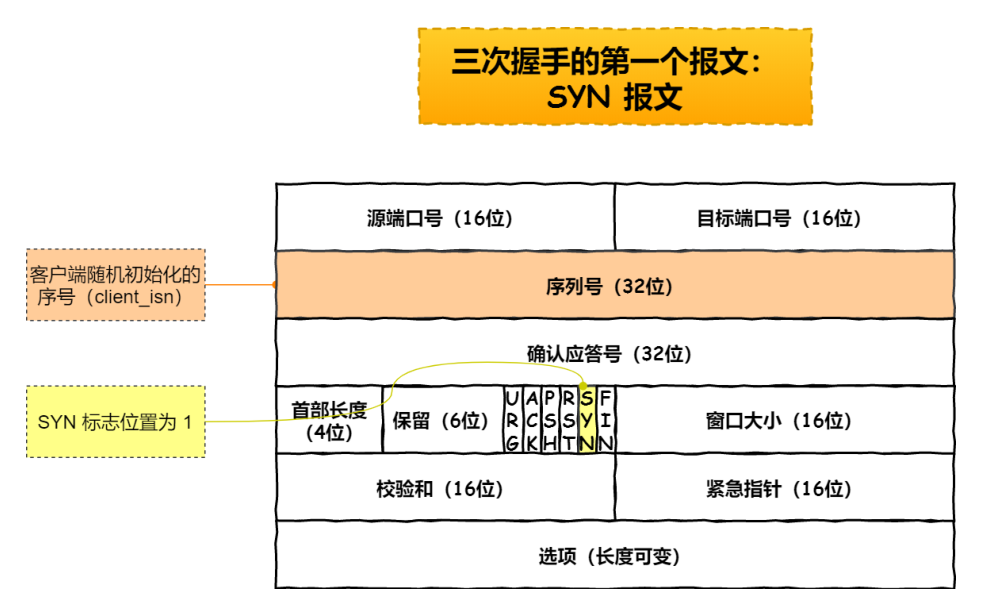 三次握手的第一个报文：
SYN 报文
源端口号（16位）
目标端口号（16位）
客户端随机初始化的
序号（client_isn）
序列号（32位）
确认应答号（32位）
SYN 标志位置为 1
首部长度
（4位）
保留（6位）
URG
ACK
PSH
RST
SYN
FIN
窗口大小（16位）
校验和（16位）
紧急指针（16位）
选项（长度可变）